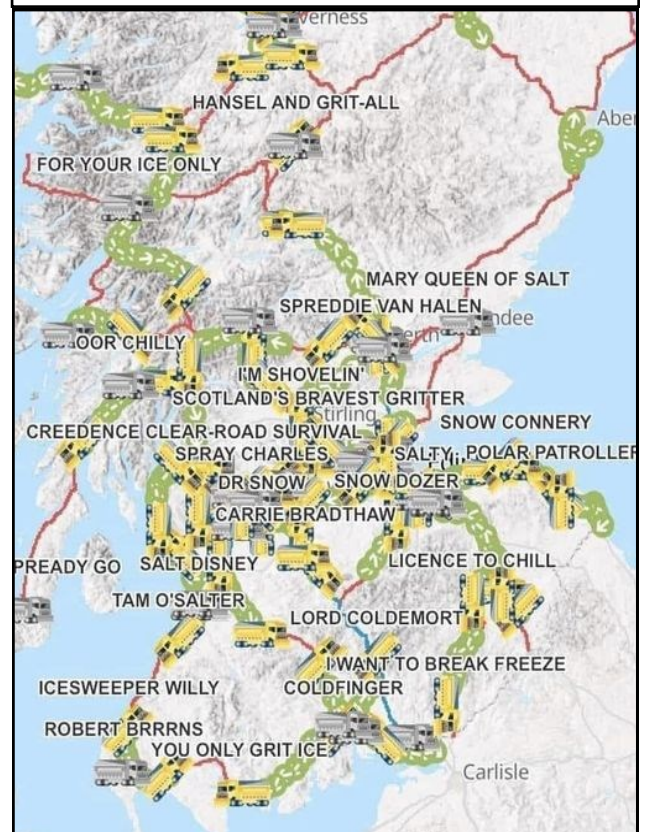 verness
HANSEL AND GRIT-ALL
Aber
FOR YOUR ICE ONLY
MARY QUEEN OF SALT
SPREDDIE VAN HALEN
ndee
erth
OOR CHILLY
I'M SHOVELIN'
SCOTLAND'S BRAVEST GRITTER
Stirling
SNOW CONNERY
CREEDENCE CLEAR-ROAD SURVIVAL
SPRAY CHARLES
SALTY
POLAR PATROLLER
DR SNOW
SNOW DOZER
CARRIE BRADTHAW
PREADY GO
SALT DISNEY
LICENCE TO CHILL
TAM O'SALTER
LORD COLDEMORT
I WANT TO BREAK FREEZE
ICESWEEPER WILLY
COLDFINGER
ROBERT BRRRNS
YOU ONLY GRIT ICE
Carlisle